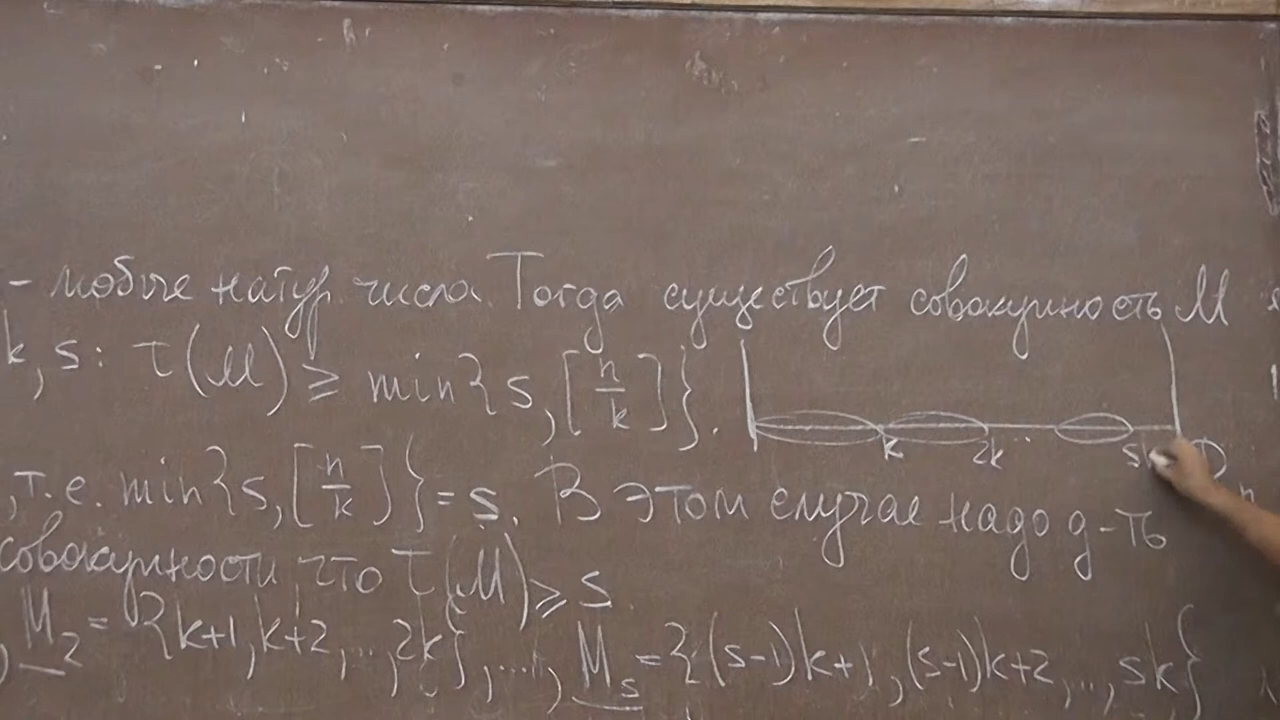 - любые натур. числа. Тогда существует совокупность M
k, s: τ(M) ≥ min{s, [n/k]}.
k 2k ... sk
n
, т.е. min{s, [n/k]} = s. В этом случае надо д-ть
совокупности что τ(M) ≥ s
, M₂ = {k+1, k+2, ..., 2k}, ..., Mₛ = {(s-1)k+1, (s-1)k+2, ..., sk}